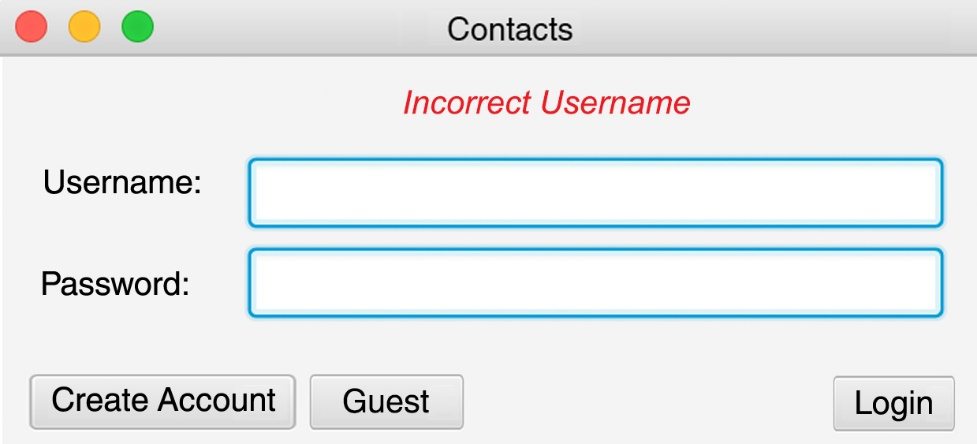 Contacts
Incorrect Username
Username:
Password:
Create Account Guest Login